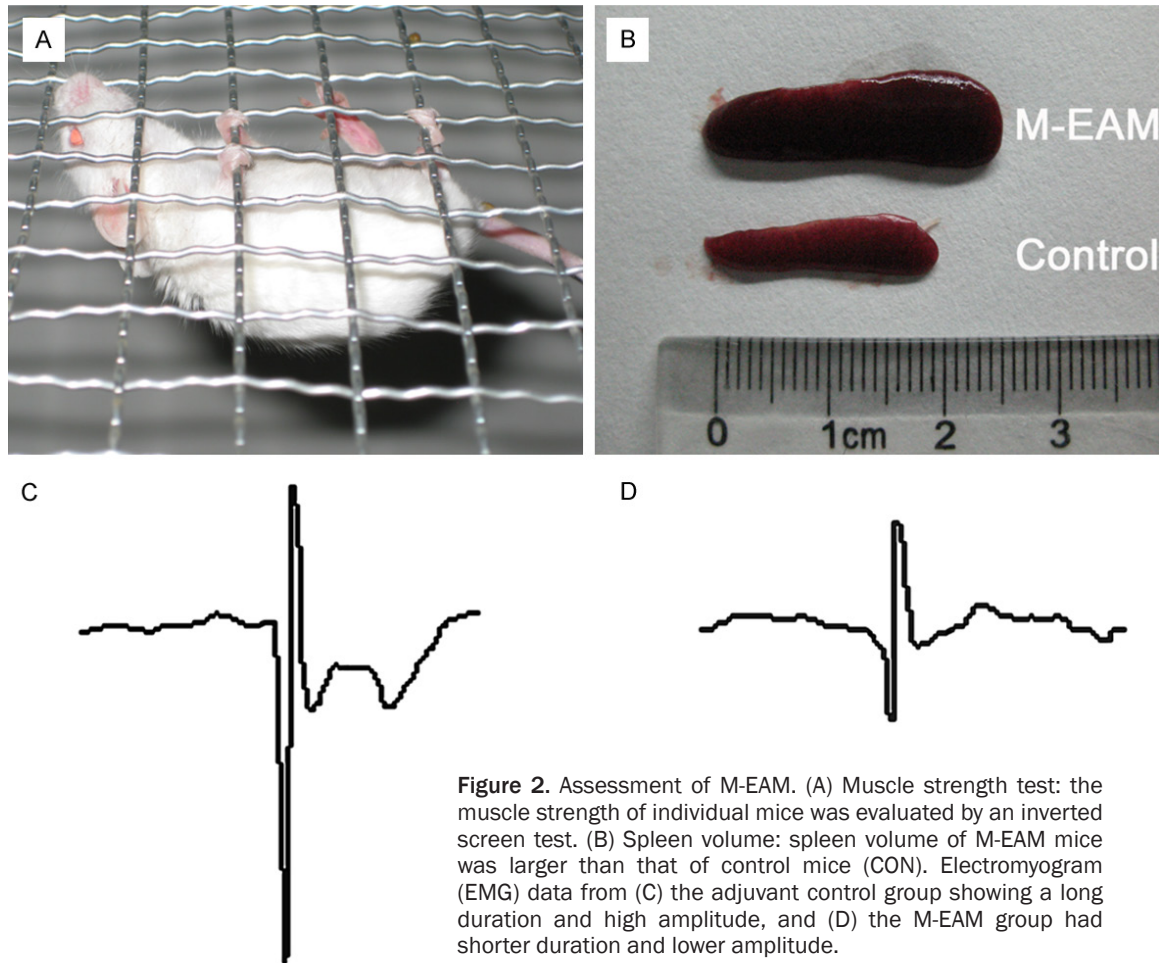 A
B
M-EAM
Control
0 1cm 2 3
C
D
Figure 2. Assessment of M-EAM. (A) Muscle strength test: the
muscle strength of individual mice was evaluated by an inverted
screen test. (B) Spleen volume: spleen volume of M-EAM mice
was larger than that of control mice (CON). Electromyogram
(EMG) data from (C) the adjuvant control group showing a long
duration and high amplitude, and (D) the M-EAM group had
shorter duration and lower amplitude.